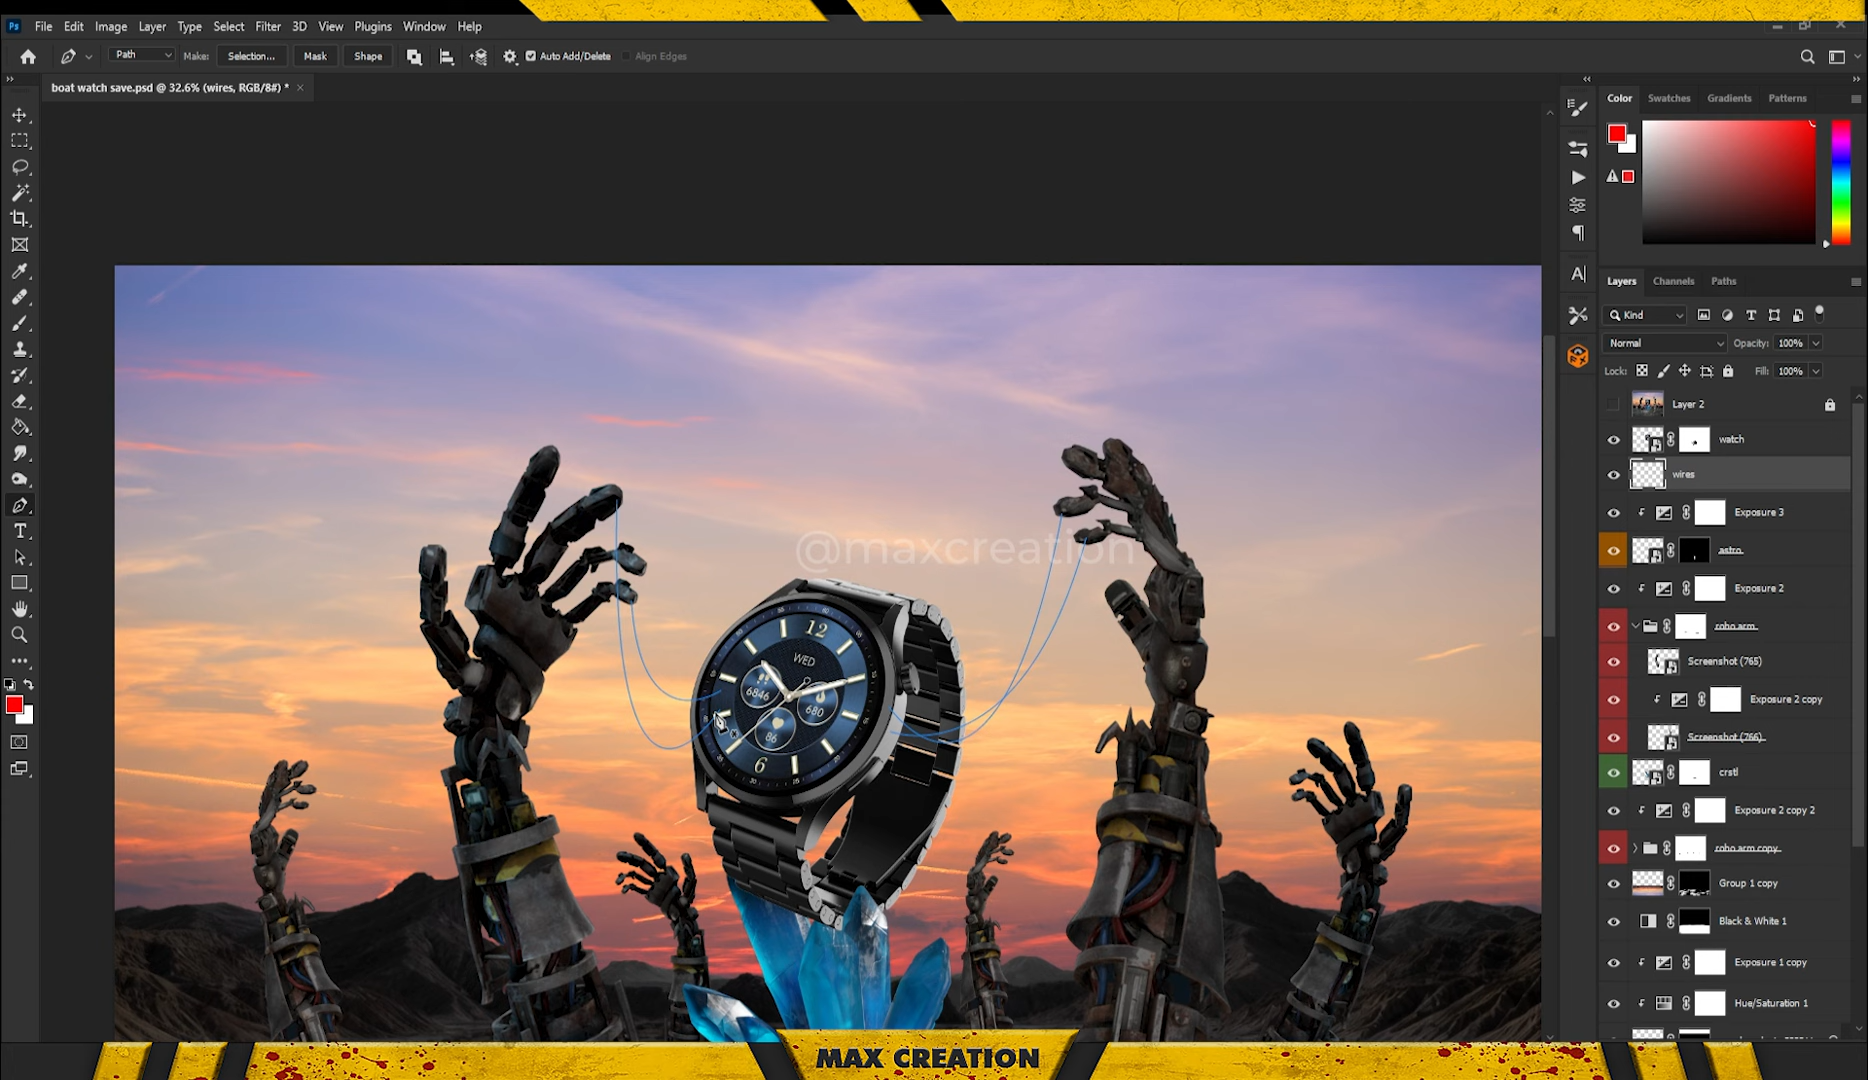 Ps File Edit Image Layer Type Select Filter 3D View Plugins Window Help
Path Make: Selection... Mask Shape Auto Add/Delete Align Edges
boat watch save.psd @ 32.6% (wires, RGB/8#) * ×
Color Swatches Gradients Patterns
Layers Channels Paths
Kind
Normal Opacity: 100%
Lock: Fill: 100%
Layer 2
watch
wires
Exposure 3
astro
Exposure 2
robo arm
Screenshot (765)
Exposure 2 copy
Screenshot (766)
crstl
Exposure 2 copy 2
robo arm copy
Group 1 copy
Black & White 1
Exposure 1 copy
Hue/Saturation 1
@maxcreation
12
WED
6846
680
86
6
MAX CREATION